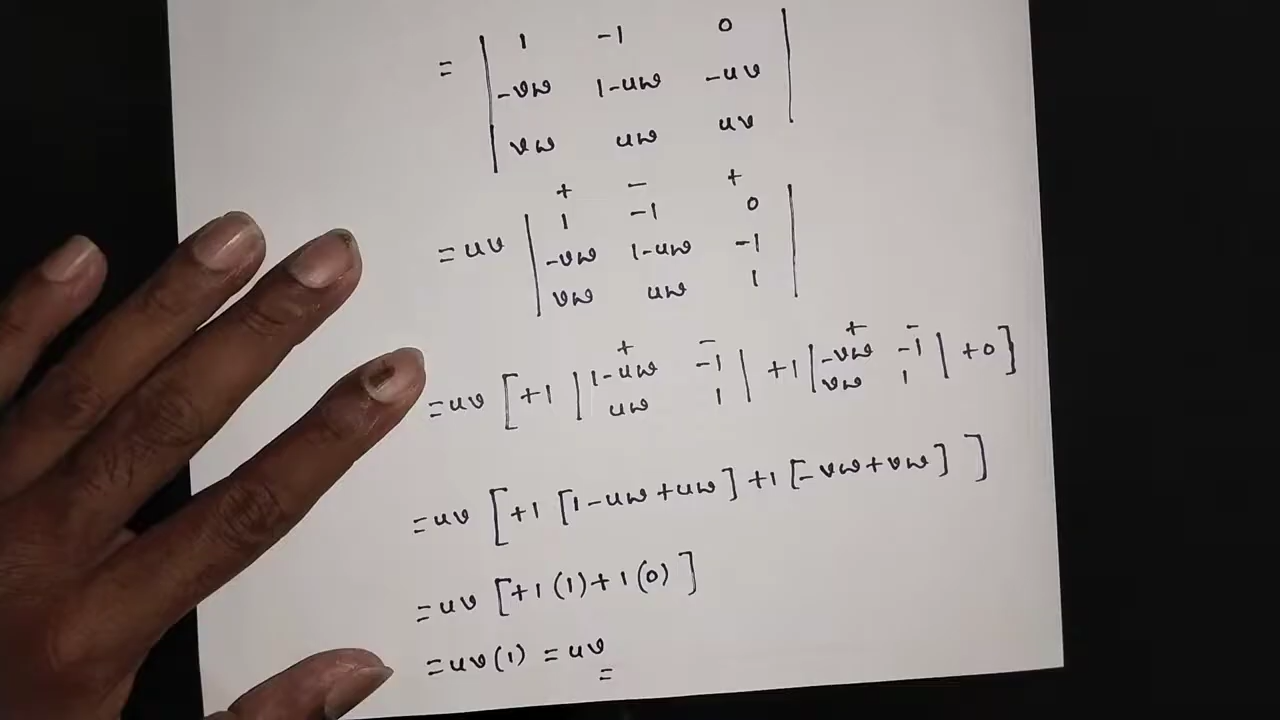 = | 1 -1 0 |
| -vw 1-uw -uv |
| vw uw uv |
+ - +
= uv | 1 -1 0 |
| -vw 1-uw -1 |
| vw uw 1 |
+ - + -
= uv [ +1 | 1-uw -1 | +1 | -vw -1 | +0 ]
| uw 1 | | vw 1 |
= uv [ +1 [ 1-uw+uw ] +1 [ -vw+vw ] ]
= uv [ +1 (1) + 1 (0) ]
= uv (1) = uv
=